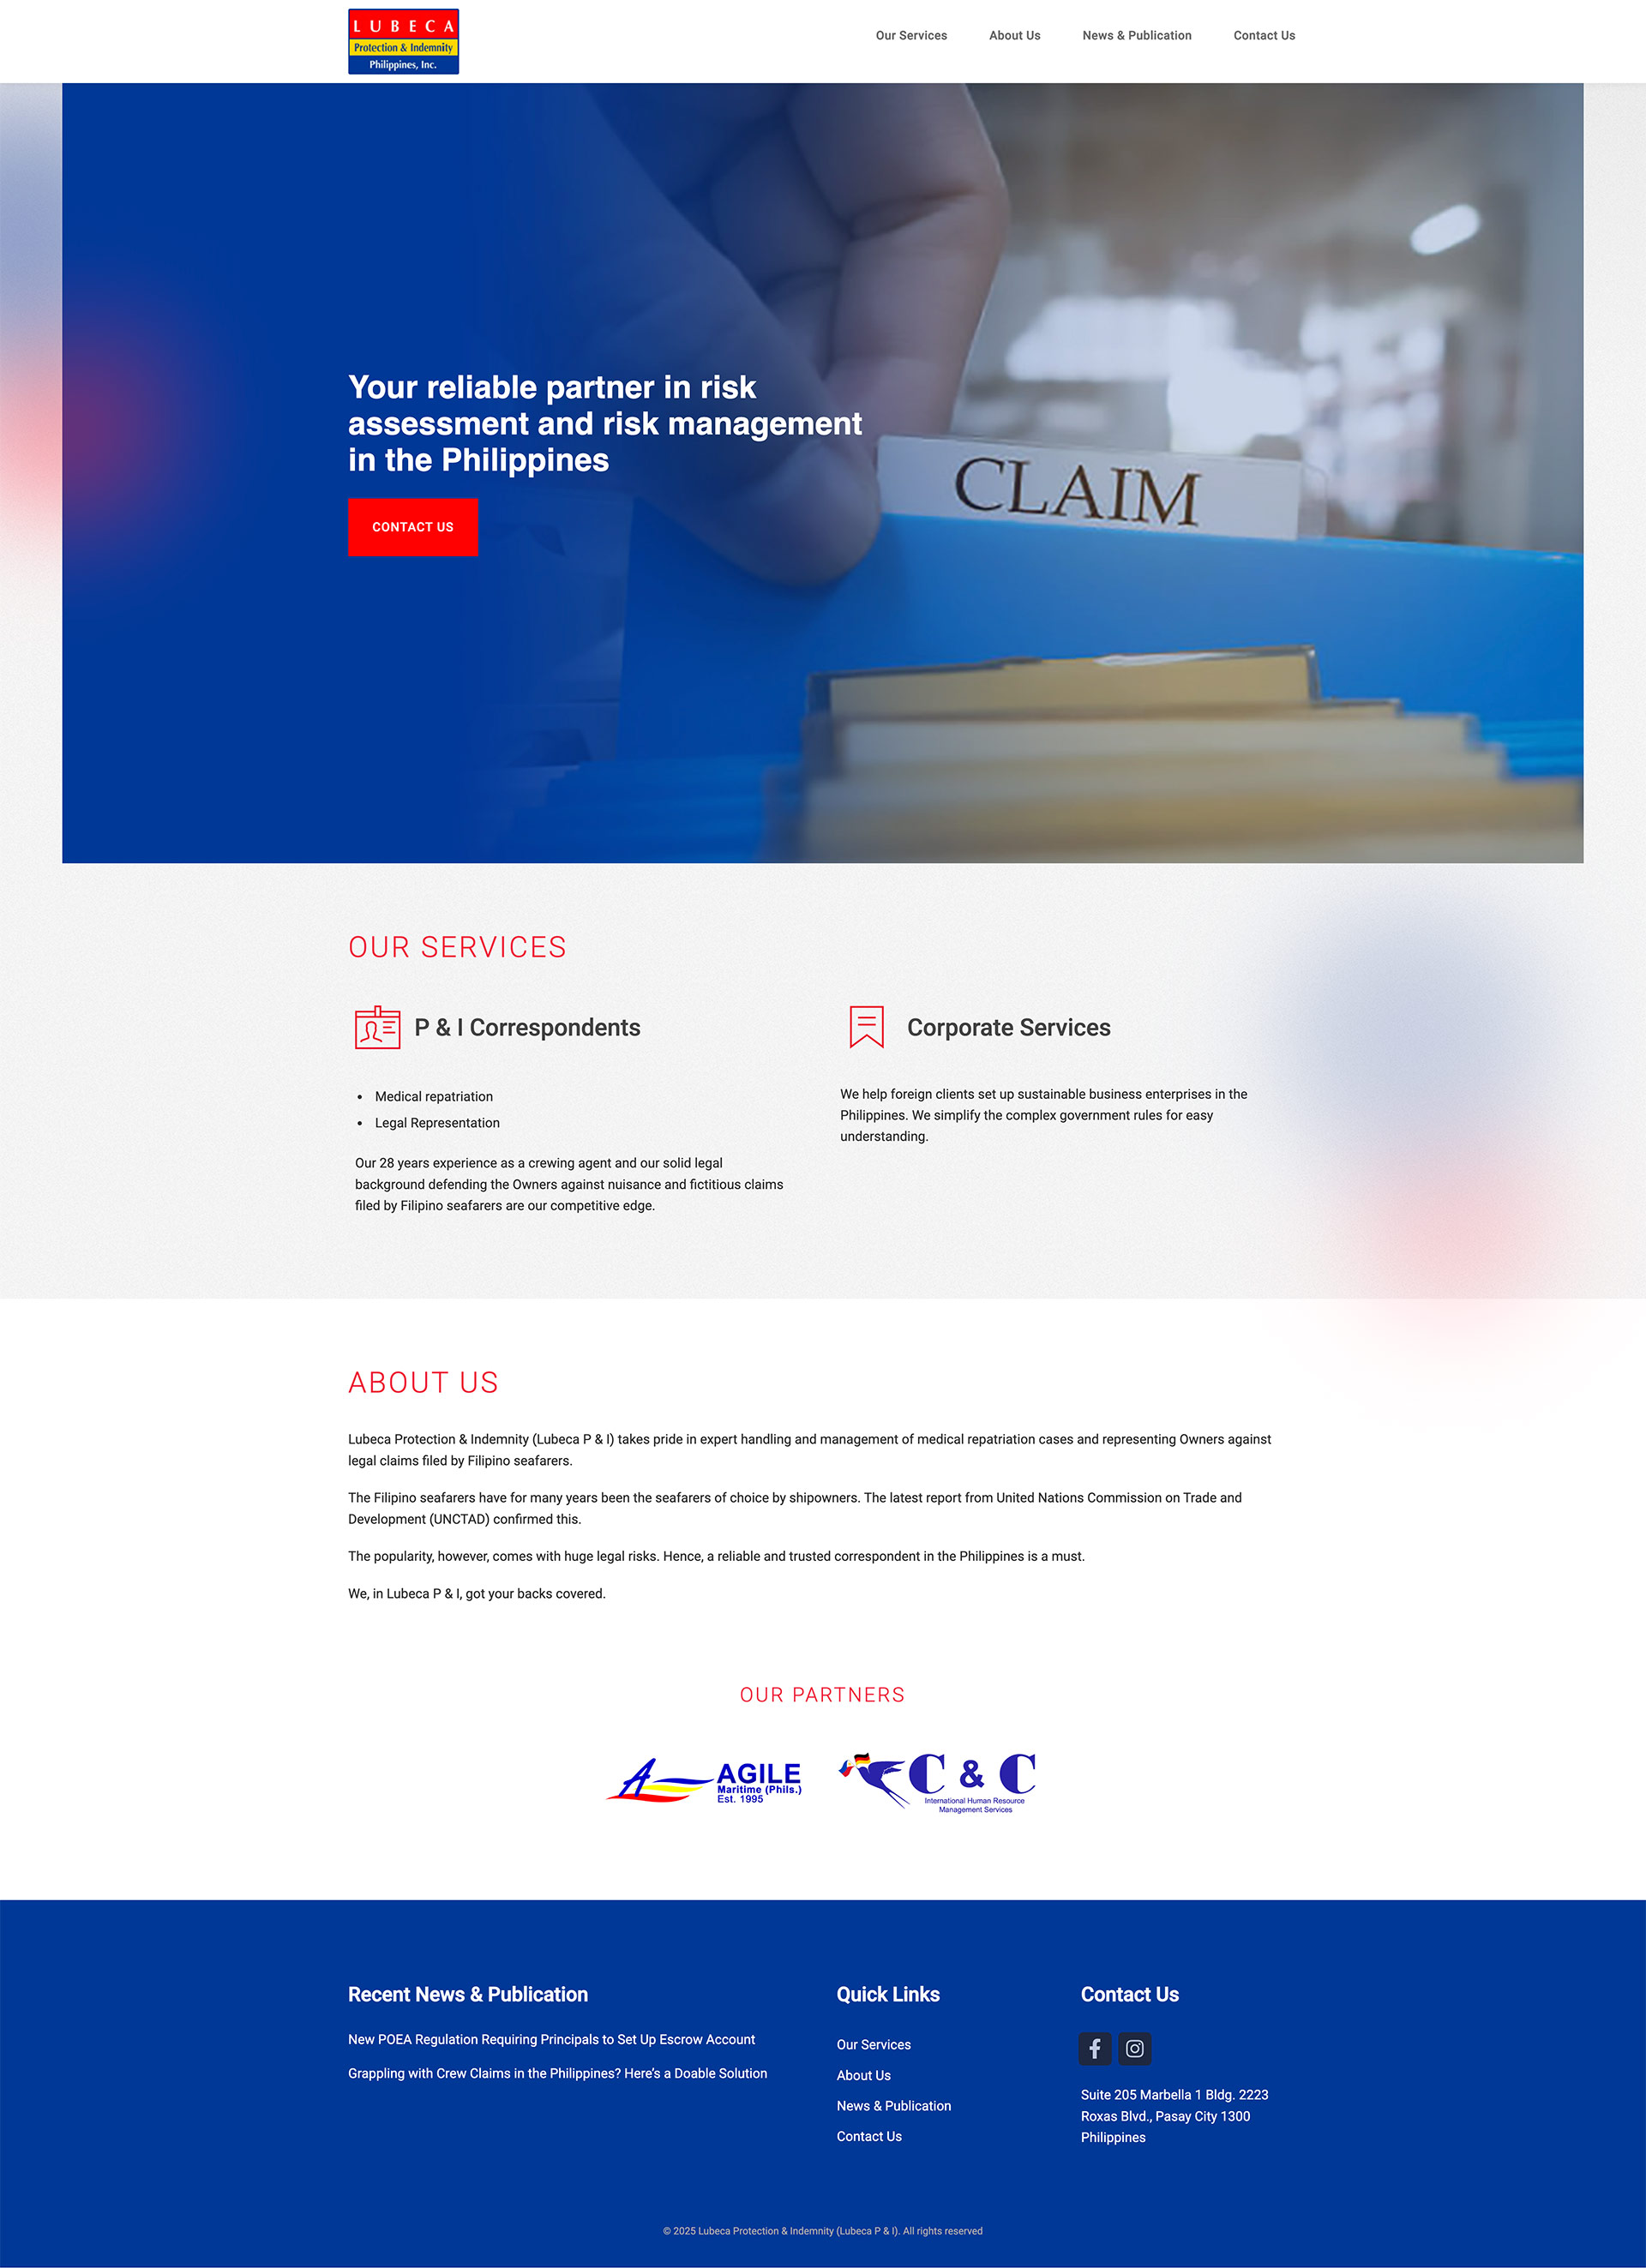 LUBECA
Protection & Indemnity
Philippines, Inc.
Our Services
About Us
News & Publication
Contact Us
Your reliable partner in risk
assessment and risk management
in the Philippines
CLAIM
CONTACT US
OUR SERVICES
P & I Correspondents
• Medical repatriation
• Legal Representation
Our 28 years experience as a crewing agent and our solid legal
background defending the Owners against nuisance and fictitious claims
filed by Filipino seafarers are our competitive edge.
Corporate Services
We help foreign clients set up sustainable business enterprises in the
Philippines. We simplify the complex government rules for easy
understanding.
ABOUT US
Lubeca Protection & Indemnity (Lubeca P & I) takes pride in expert handling and management of medical repatriation cases and representing Owners against
legal claims filed by Filipino seafarers.
The Filipino seafarers have for many years been the seafarers of choice by shipowners. The latest report from United Nations Commission on Trade and
Development (UNCTAD) confirmed this.
The popularity, however, comes with huge legal risks. Hence, a reliable and trusted correspondent in the Philippines is a must.
We, in Lubeca P & I, got your backs covered.
OUR PARTNERS
A
AGILE
Maritime (Phils.)
Est. 1995
C & C
International Human Resource
Management Services
Recent News & Publication
New POEA Regulation Requiring Principals to Set Up Escrow Account
Grappling with Crew Claims in the Philippines? Here’s a Doable Solution
Quick Links
Our Services
About Us
News & Publication
Contact Us
Contact Us
Suite 205 Marbella 1 Bldg. 2223
Roxas Blvd., Pasay City 1300
Philippines
© 2025 Lubeca Protection & Indemnity (Lubeca P & I). All rights reserved